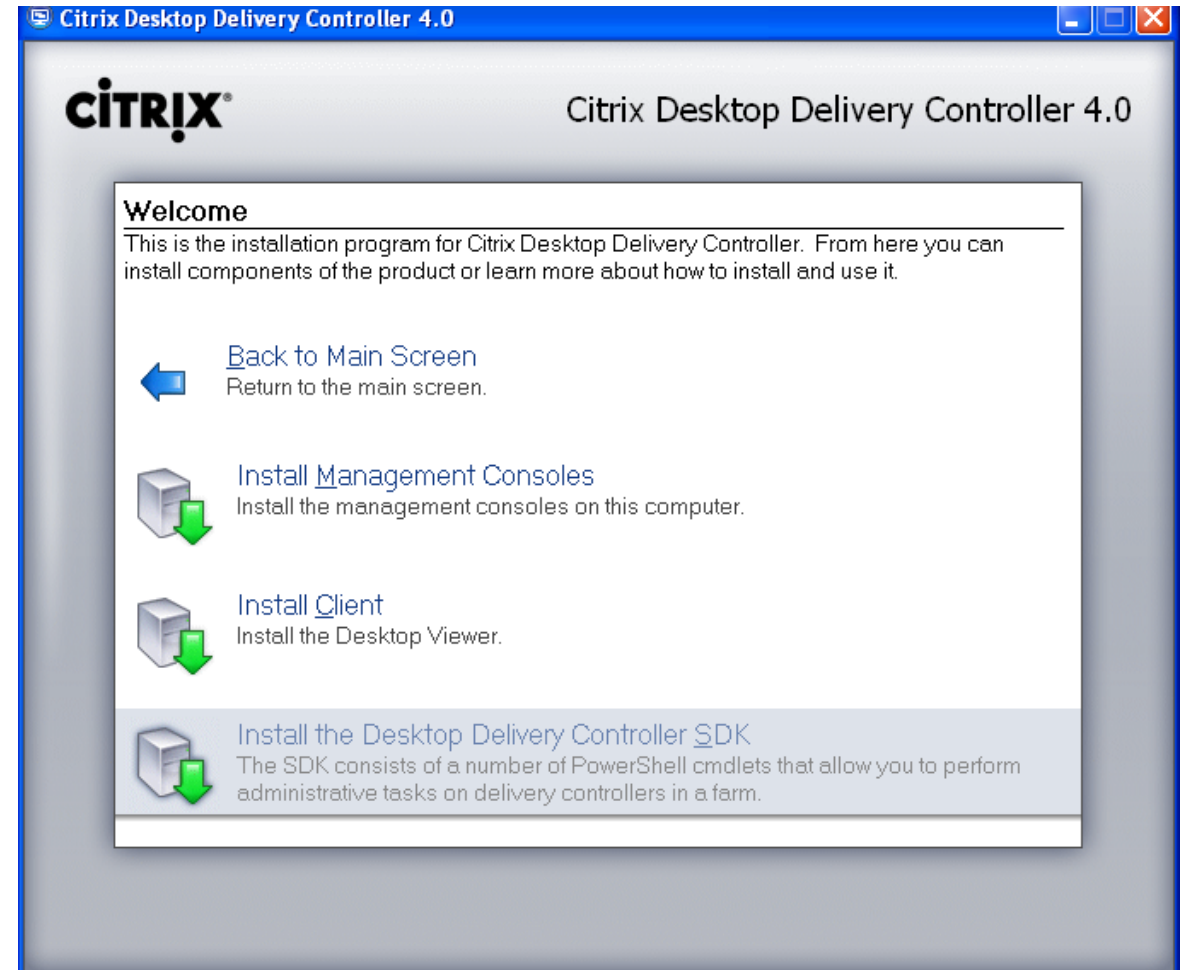 Citrix Desktop Delivery Controller 4.0
CİTRIX®
Citrix Desktop Delivery Controller 4.0
Welcome
This is the installation program for Citrix Desktop Delivery Controller. From here you can
install components of the product or learn more about how to install and use it.
Back to Main Screen
Return to the main screen.
Install Management Consoles
Install the management consoles on this computer.
Install Client
Install the Desktop Viewer.
Install the Desktop Delivery Controller SDK
The SDK consists of a number of PowerShell cmdlets that allow you to perform
administrative tasks on delivery controllers in a farm.